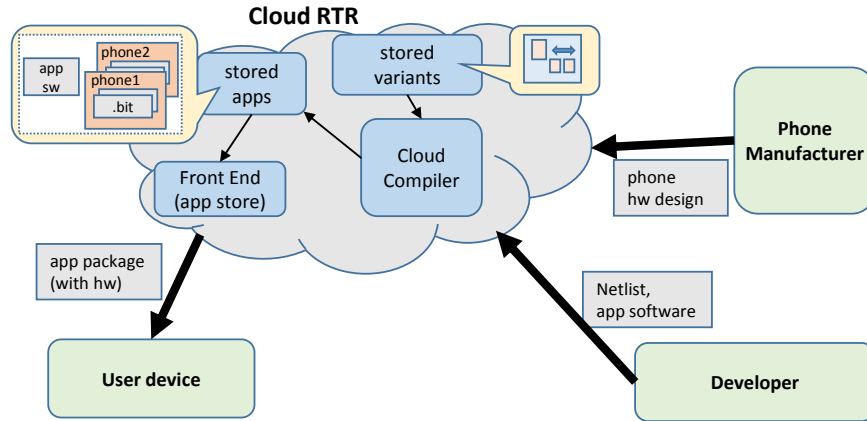 Cloud RTR
phone2
app
sw
phone1
.bit
stored
apps
stored
variants
Phone
Manufacturer
Cloud
Compiler
Front End
(app store)
phone
hw design
app package
(with hw)
Netlist,
app software
User device
Developer